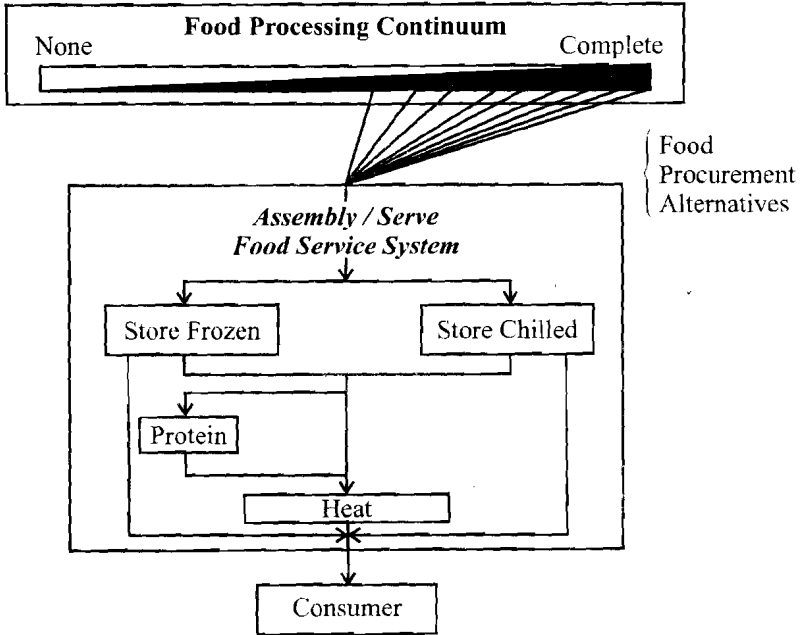 Food Processing Continuum
None
Complete
Food
Procurement
Alternatives
Assembly / Serve
Food Service System
Store Frozen
Store Chilled
Protein
Heat
Consumer